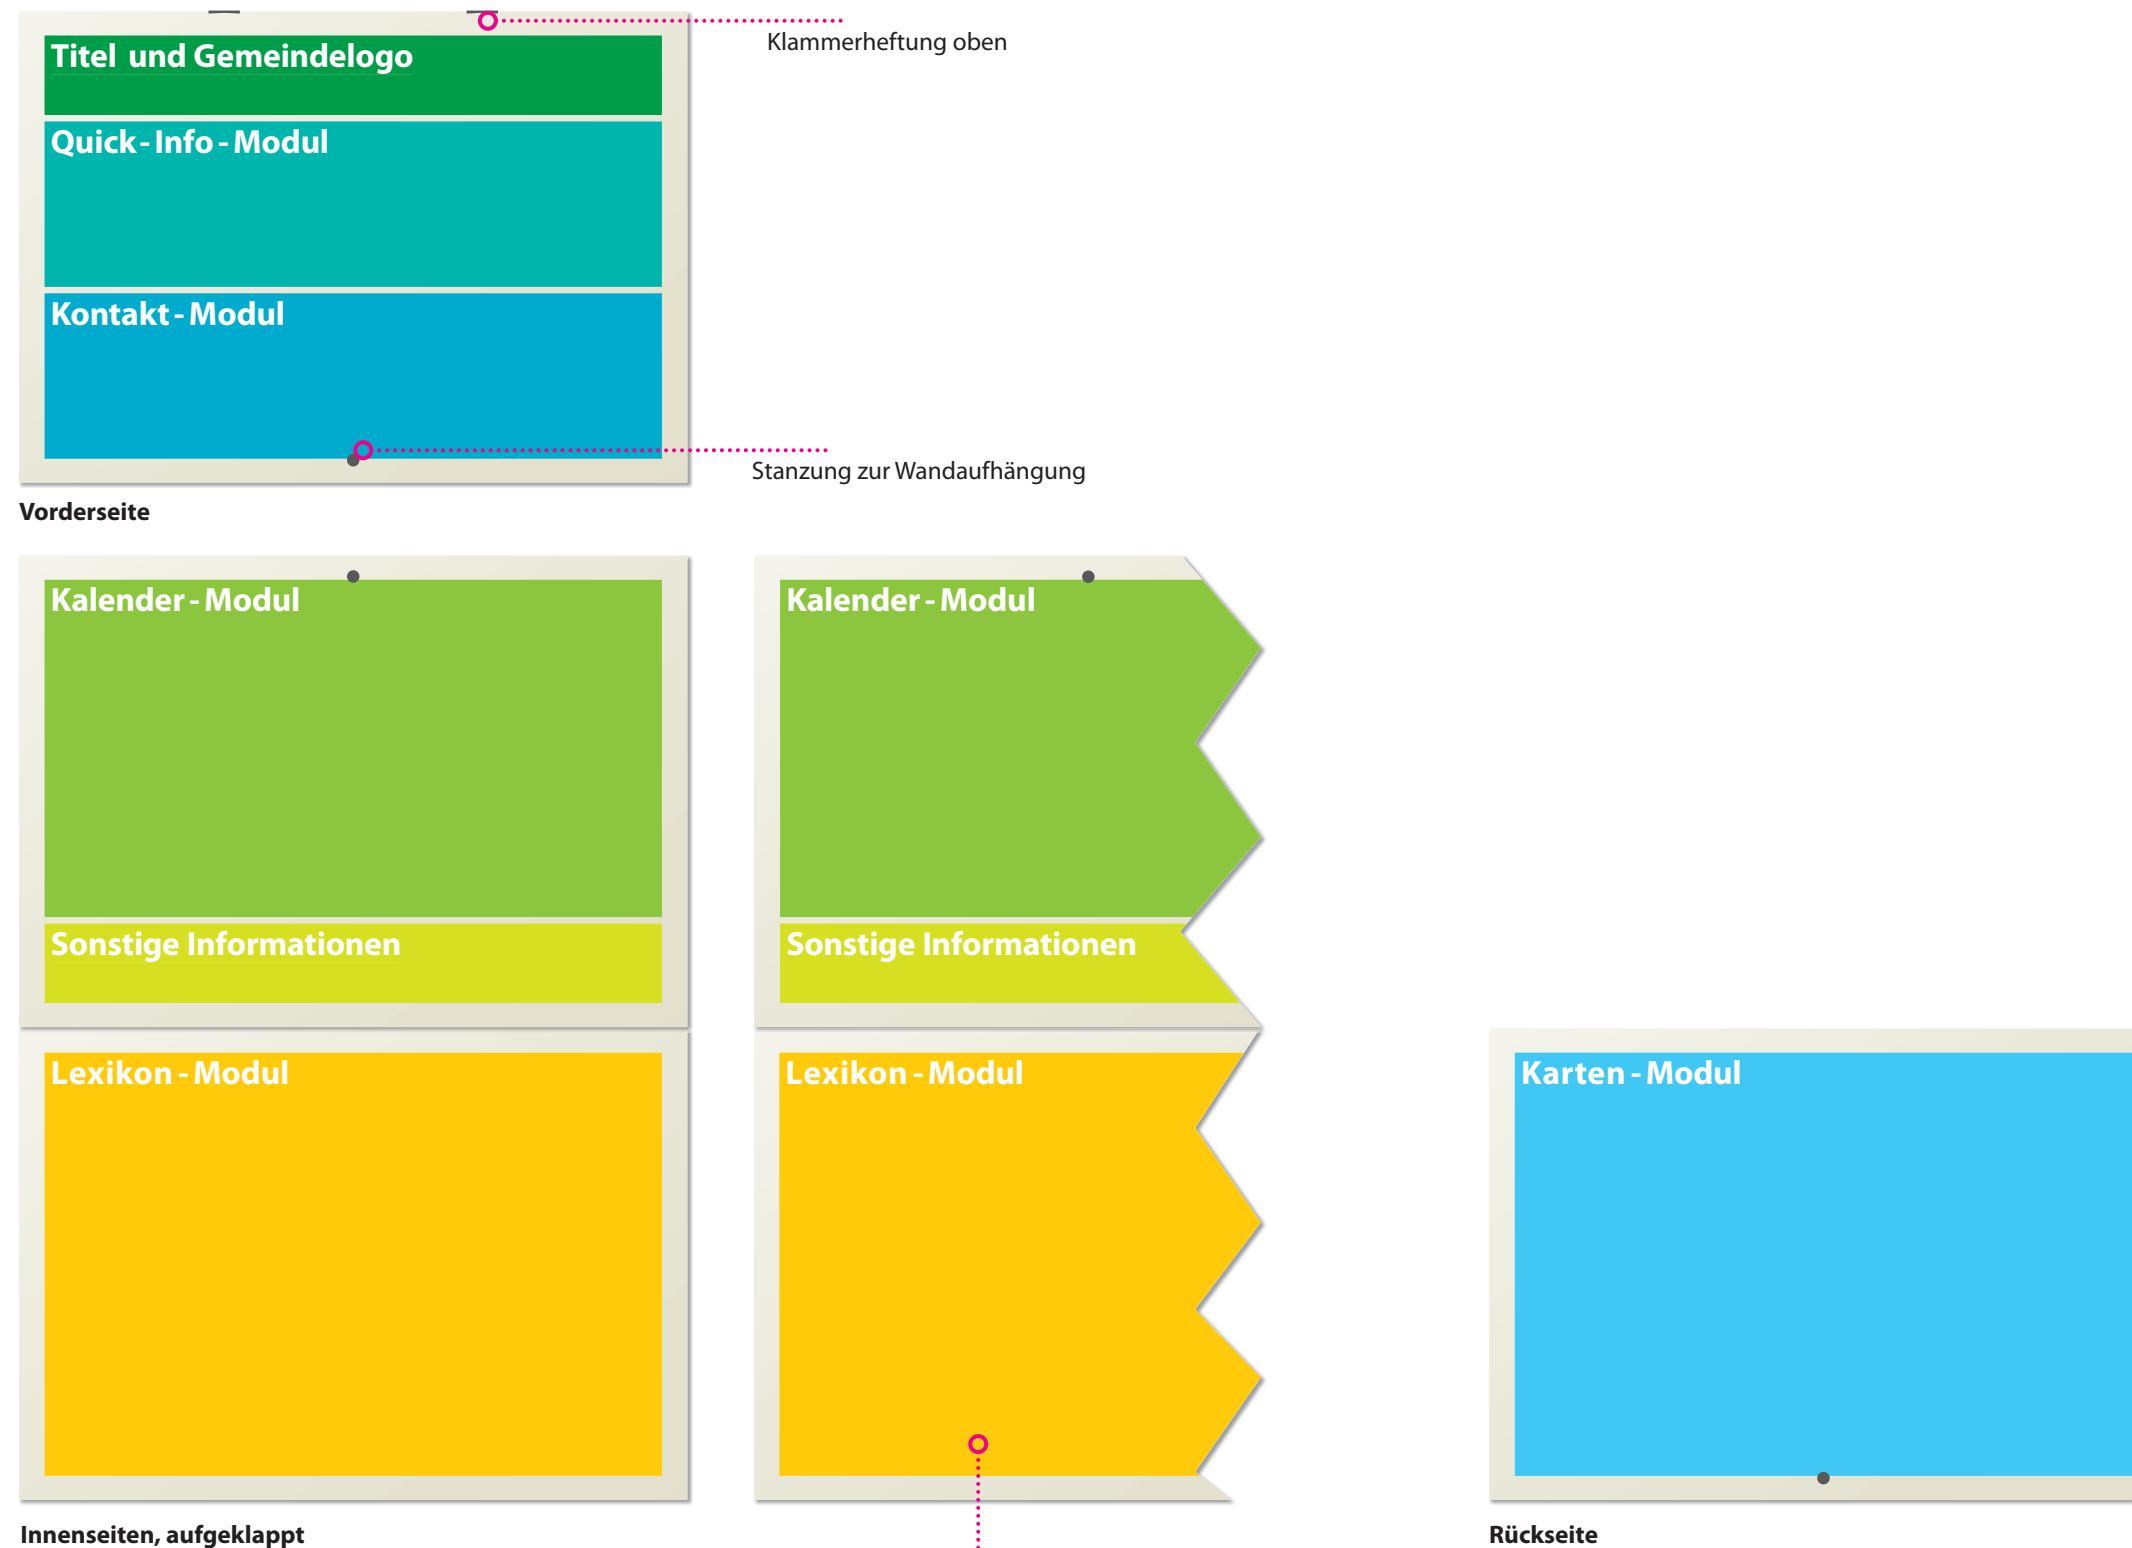 Klammerheftung oben
Titel und Gemeindelogo
Quick-Info-Modul
Kontakt-Modul
Stanzung zur Wandaufhängung
Vorderseite
Kalender-Modul
Sonstige Informationen
Lexikon-Modul
Innenseiten, aufgeklappt
Kalender-Modul
Sonstige Informationen
Lexikon-Modul
Karten-Modul
Rückseite